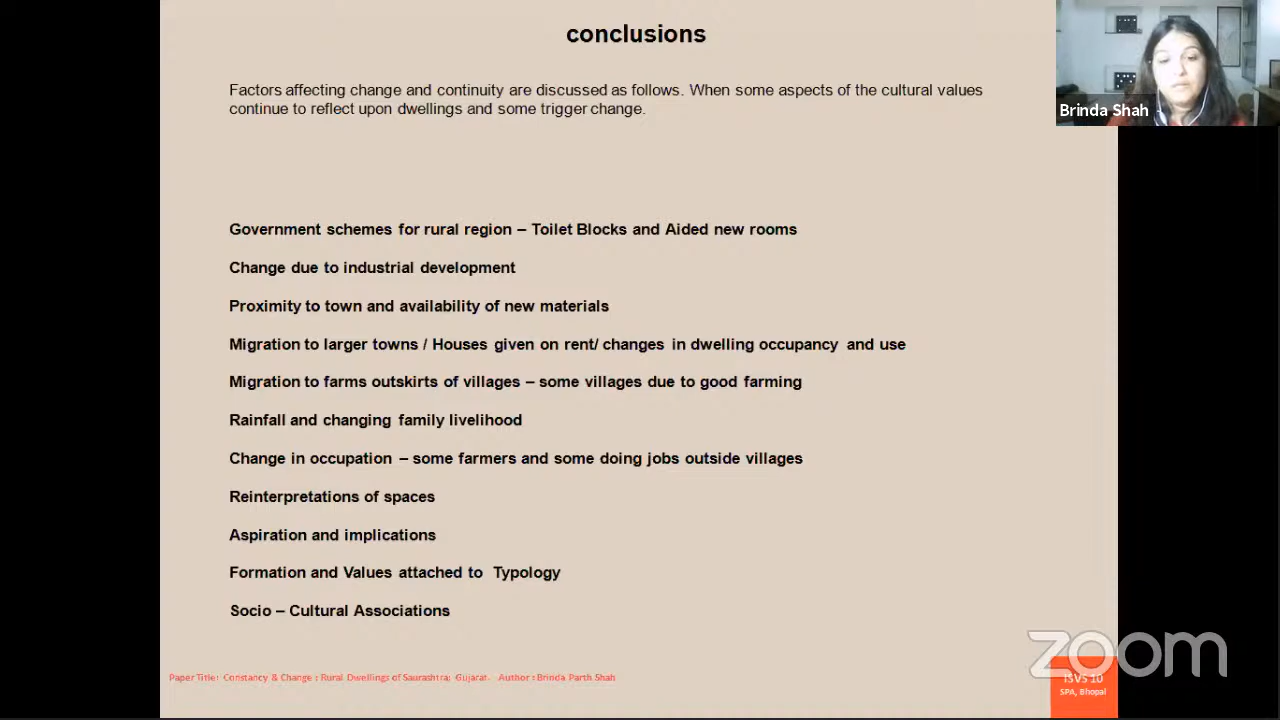 conclusions
Factors affecting change and continuity are discussed as follows. When some aspects of the cultural values
continue to reflect upon dwellings and some trigger change.
Brinda Shah
Government schemes for rural region – Toilet Blocks and Aided new rooms
Change due to industrial development
Proximity to town and availability of new materials
Migration to larger towns / Houses given on rent/ changes in dwelling occupancy and use
Migration to farms outskirts of villages – some villages due to good farming
Rainfall and changing family livelihood
Change in occupation – some farmers and some doing jobs outside villages
Reinterpretations of spaces
Aspiration and implications
Formation and Values attached to Typology
Socio – Cultural Associations
zoom
Paper Title: Constancy & Change : Rural Dwellings of Saurashtra; Gujarat. Author : Brinda Parth Shah
ISVS 10
SPA, Bhopal